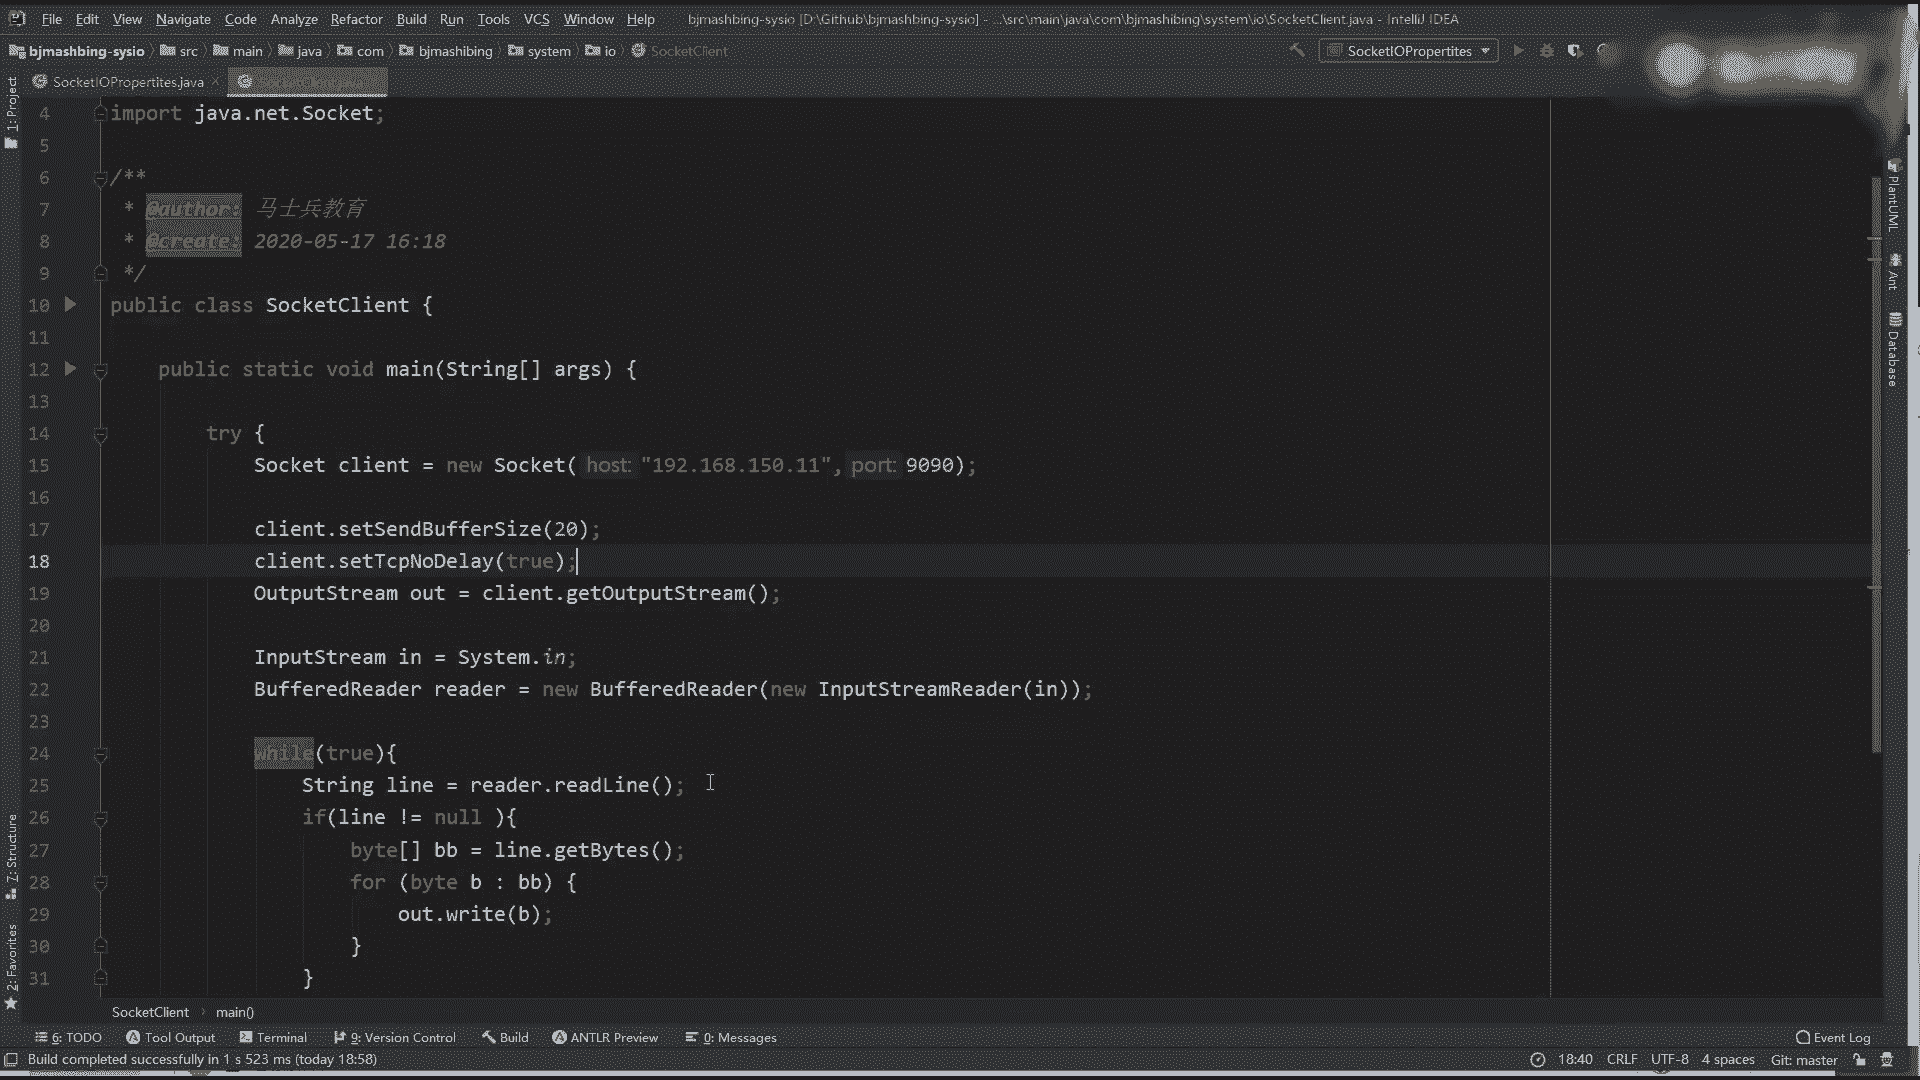 File Edit View Navigate Code Analyze Refactor Build Run Tools VCS Window Help bjmashbing-sysio [D:\Github\bjmashbing-sysio] - ...\src\main\java\com\bjmashibing\system\io\SocketClient.java - IntelliJ IDEA
bjmashbing-sysio src main java com bjmashibing system io SocketClient SocketIOPropertites
SocketIOPropertites.java
1: Project
4 import java.net.Socket;
5
6 /**
7 * @author: 马士兵教育
8 * @create: 2020-05-17 16:18
9 */
10 public class SocketClient {
11
12 public static void main(String[] args) {
13
14 try {
15 Socket client = new Socket( host: "192.168.150.11", port: 9090);
16
17 client.setSendBufferSize(20);
18 client.setTcpNoDelay(true);
19 OutputStream out = client.getOutputStream();
20
21 InputStream in = System.in;
22 BufferedReader reader = new BufferedReader(new InputStreamReader(in));
23
24 while(true){
25 String line = reader.readLine();
26 if(line != null ){
27 byte[] bb = line.getBytes();
28 for (byte b : bb) {
29 out.write(b);
30 }
31 }
PlantUML
Ant
Database
7: Structure
2: Favorites
SocketClient main()
6: TODO Tool Output Terminal 9: Version Control Build ANTLR Preview 0: Messages Event Log
Build completed successfully in 1 s 523 ms (today 18:58) 18:40 CRLF UTF-8 4 spaces Git: master